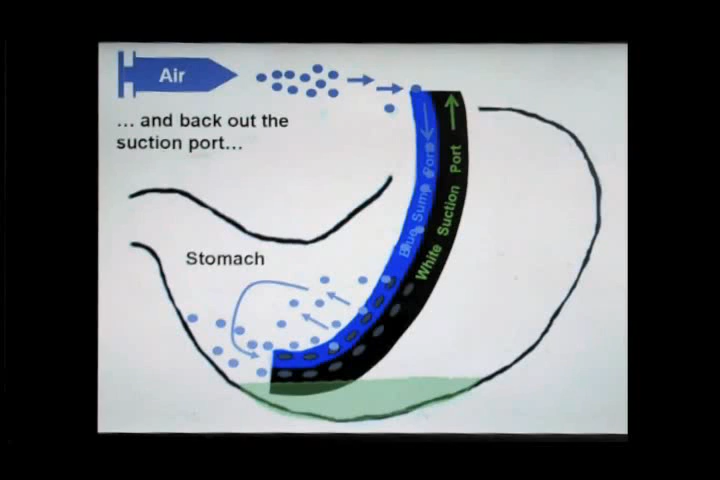 Air
… and back out the
suction port…
Blue Sump Port
White Suction Port
Stomach